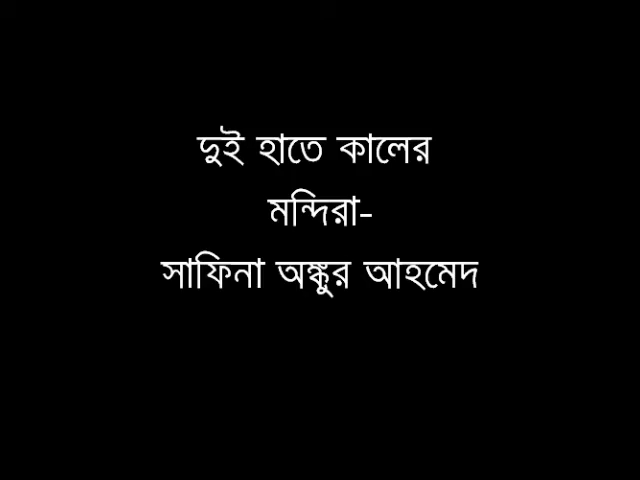 দুই হাতে কালের
মন্দিরা-
সাফিনা অঙ্কুর আহমেদ